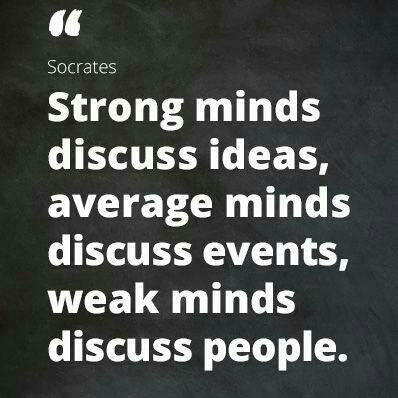 “
Socrates
Strong minds
discuss ideas,
average minds
discuss events,
weak minds
discuss people.